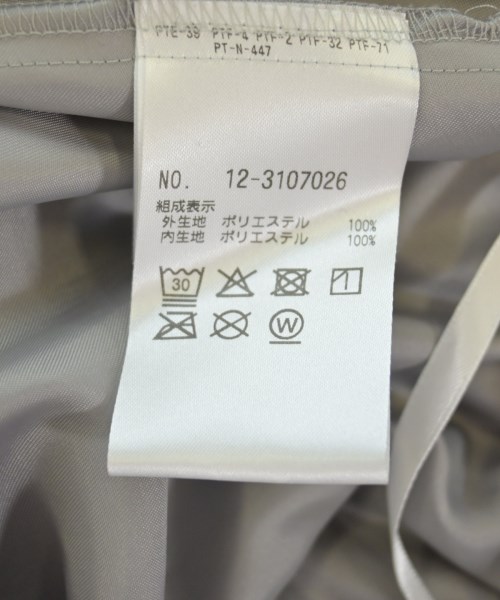 PTE-38 PTF-4 PTF-2 PTF-32 PTF-71
PT-N-447
NO. 12-3107026
組成表示
外生地 ポリエステル 100%
内生地 ポリエステル 100%
30
W